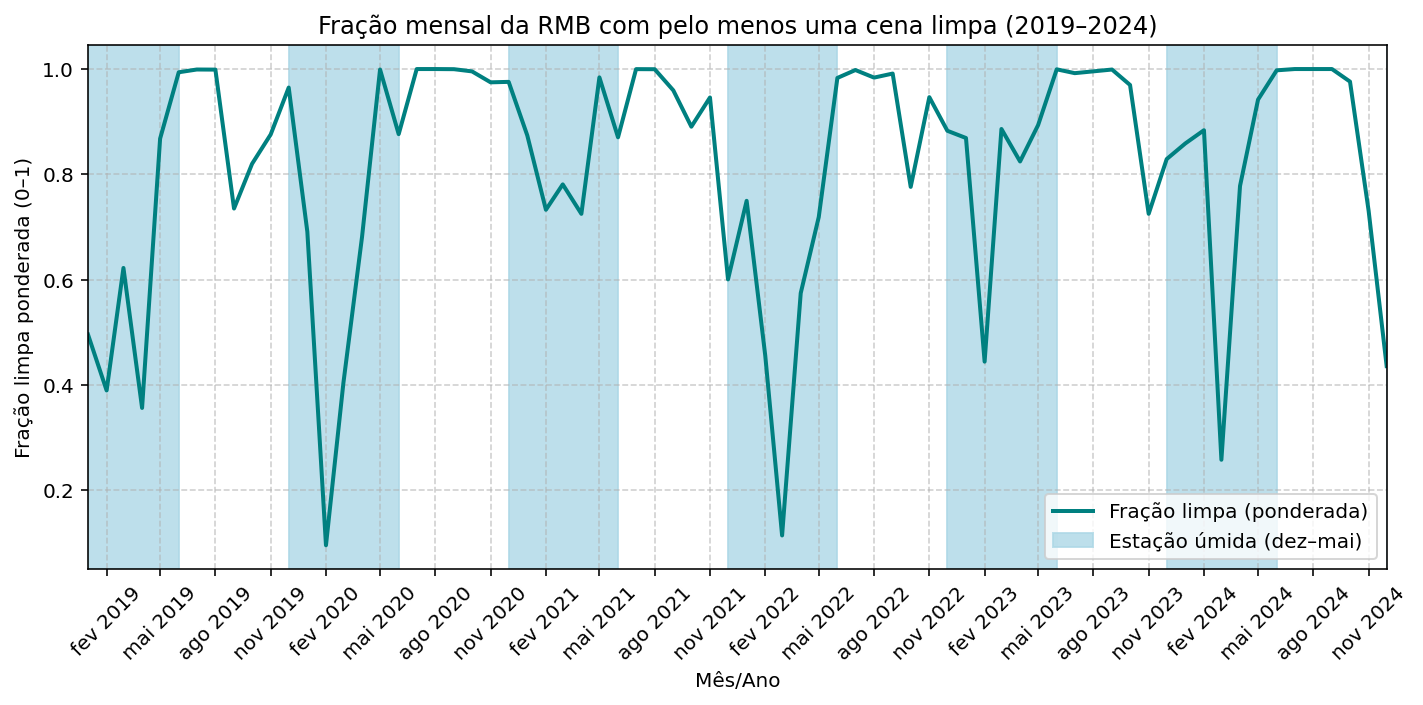 Fração mensal da RMB com pelo menos uma cena limpa (2019–2024)
Fração limpa ponderada (0–1)
1.0
0.8
0.6
0.4
0.2
Fração limpa (ponderada)
Estação úmida (dez–mai)
fev 2019
mai 2019
ago 2019
nov 2019
fev 2020
mai 2020
ago 2020
nov 2020
fev 2021
mai 2021
ago 2021
nov 2021
fev 2022
mai 2022
ago 2022
nov 2022
fev 2023
mai 2023
ago 2023
nov 2023
fev 2024
mai 2024
ago 2024
nov 2024
Mês/Ano